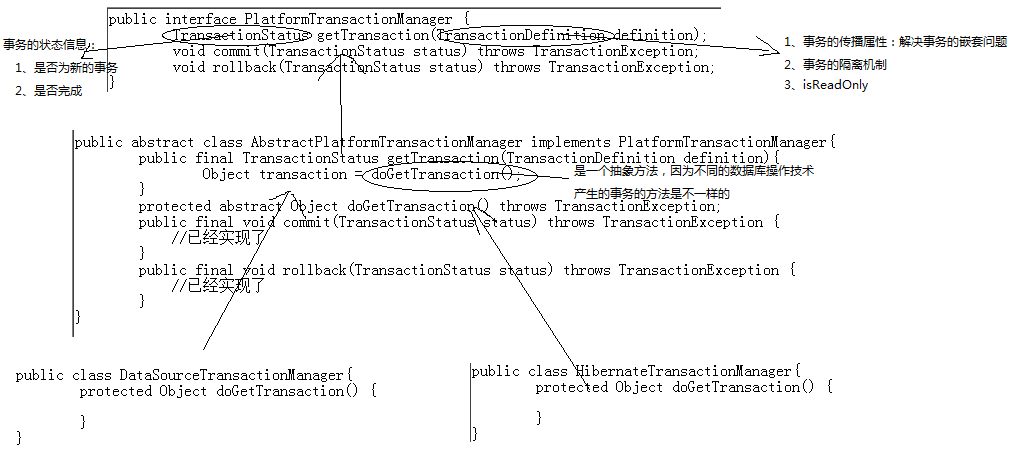 public interface PlatformTransactionManager {
TransactionStatus getTransaction(TransactionDefinition definition);
void commit(TransactionStatus status) throws TransactionException;
void rollback(TransactionStatus status) throws TransactionException;
}
事务的状态信息：
1、是否为新的事务
2、是否完成
1、事务的传播属性：解决事务的嵌套问题
2、事务的隔离机制
3、isReadOnly
public abstract class AbstractPlatformTransactionManager implements PlatformTransactionManager{
public final TransactionStatus getTransaction(TransactionDefinition definition){
Object transaction = doGetTransaction();
}
protected abstract Object doGetTransaction() throws TransactionException;
public final void commit(TransactionStatus status) throws TransactionException {
//已经实现了
}
public final void rollback(TransactionStatus status) throws TransactionException {
//已经实现了
}
}
是一个抽象方法，因为不同的数据库操作技术
产生的事务的方法是不一样的
public class DataSourceTransactionManager{
protected Object doGetTransaction() {
}
}
public class HibernateTransactionManager{
protected Object doGetTransaction() {
}
}